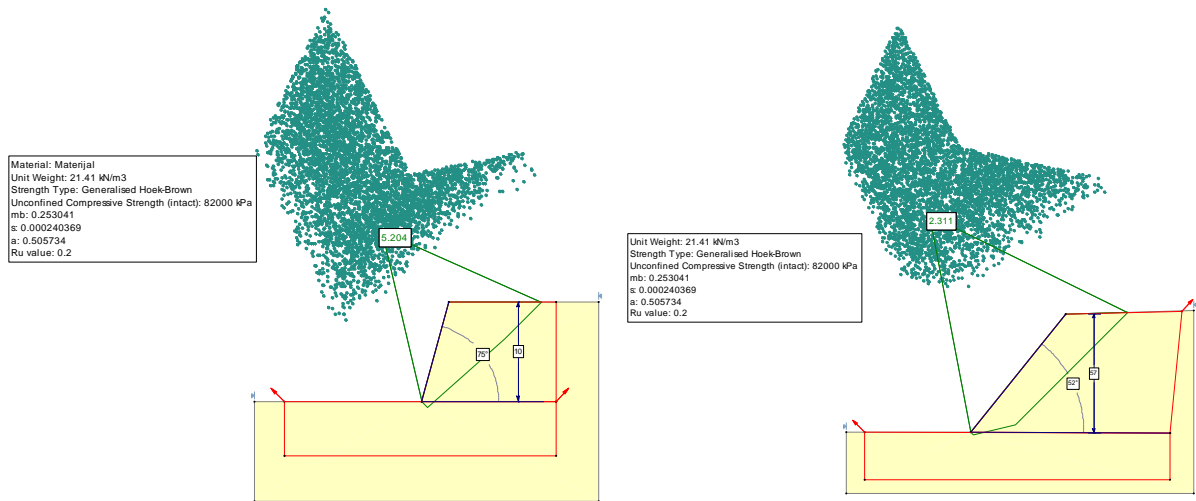 Material: Materijal
Unit Weight: 21.41 kN/m3
Strength Type: Generalised Hoek-Brown
Unconfined Compressive Strength (intact): 82000 kPa
mb: 0.253041
s: 0.000240369
a: 0.505734
Ru value: 0.2
5.204
75°
10
Unit Weight: 21.41 kN/m3
Strength Type: Generalised Hoek-Brown
Unconfined Compressive Strength (intact): 82000 kPa
mb: 0.253041
s: 0.000240369
a: 0.505734
Ru value: 0.2
2.311
52°
57